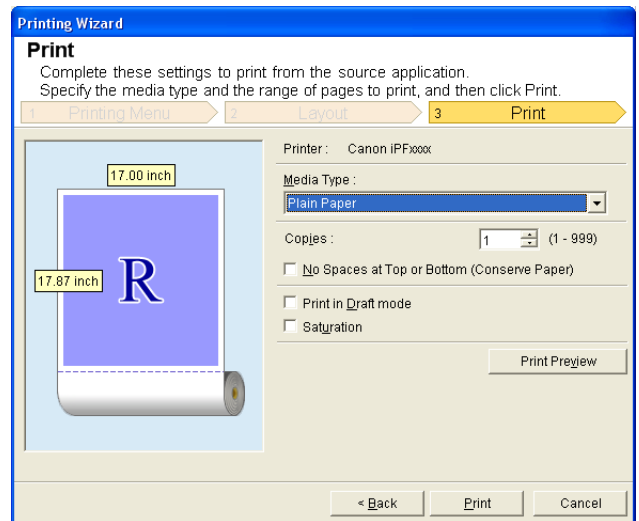 Printing Wizard
Print
Complete these settings to print from the source application.
Specify the media type and the range of pages to print, and then click Print.
1 Printing Menu 2 Layout 3 Print
Printer : Canon iPFxxxx
17.00 inch
Media Type :
Plain Paper
Copies : 1 (1 - 999)
17.87 inch
R
No Spaces at Top or Bottom (Conserve Paper)
Print in Draft mode
Saturation
Print Preview
< Back Print Cancel